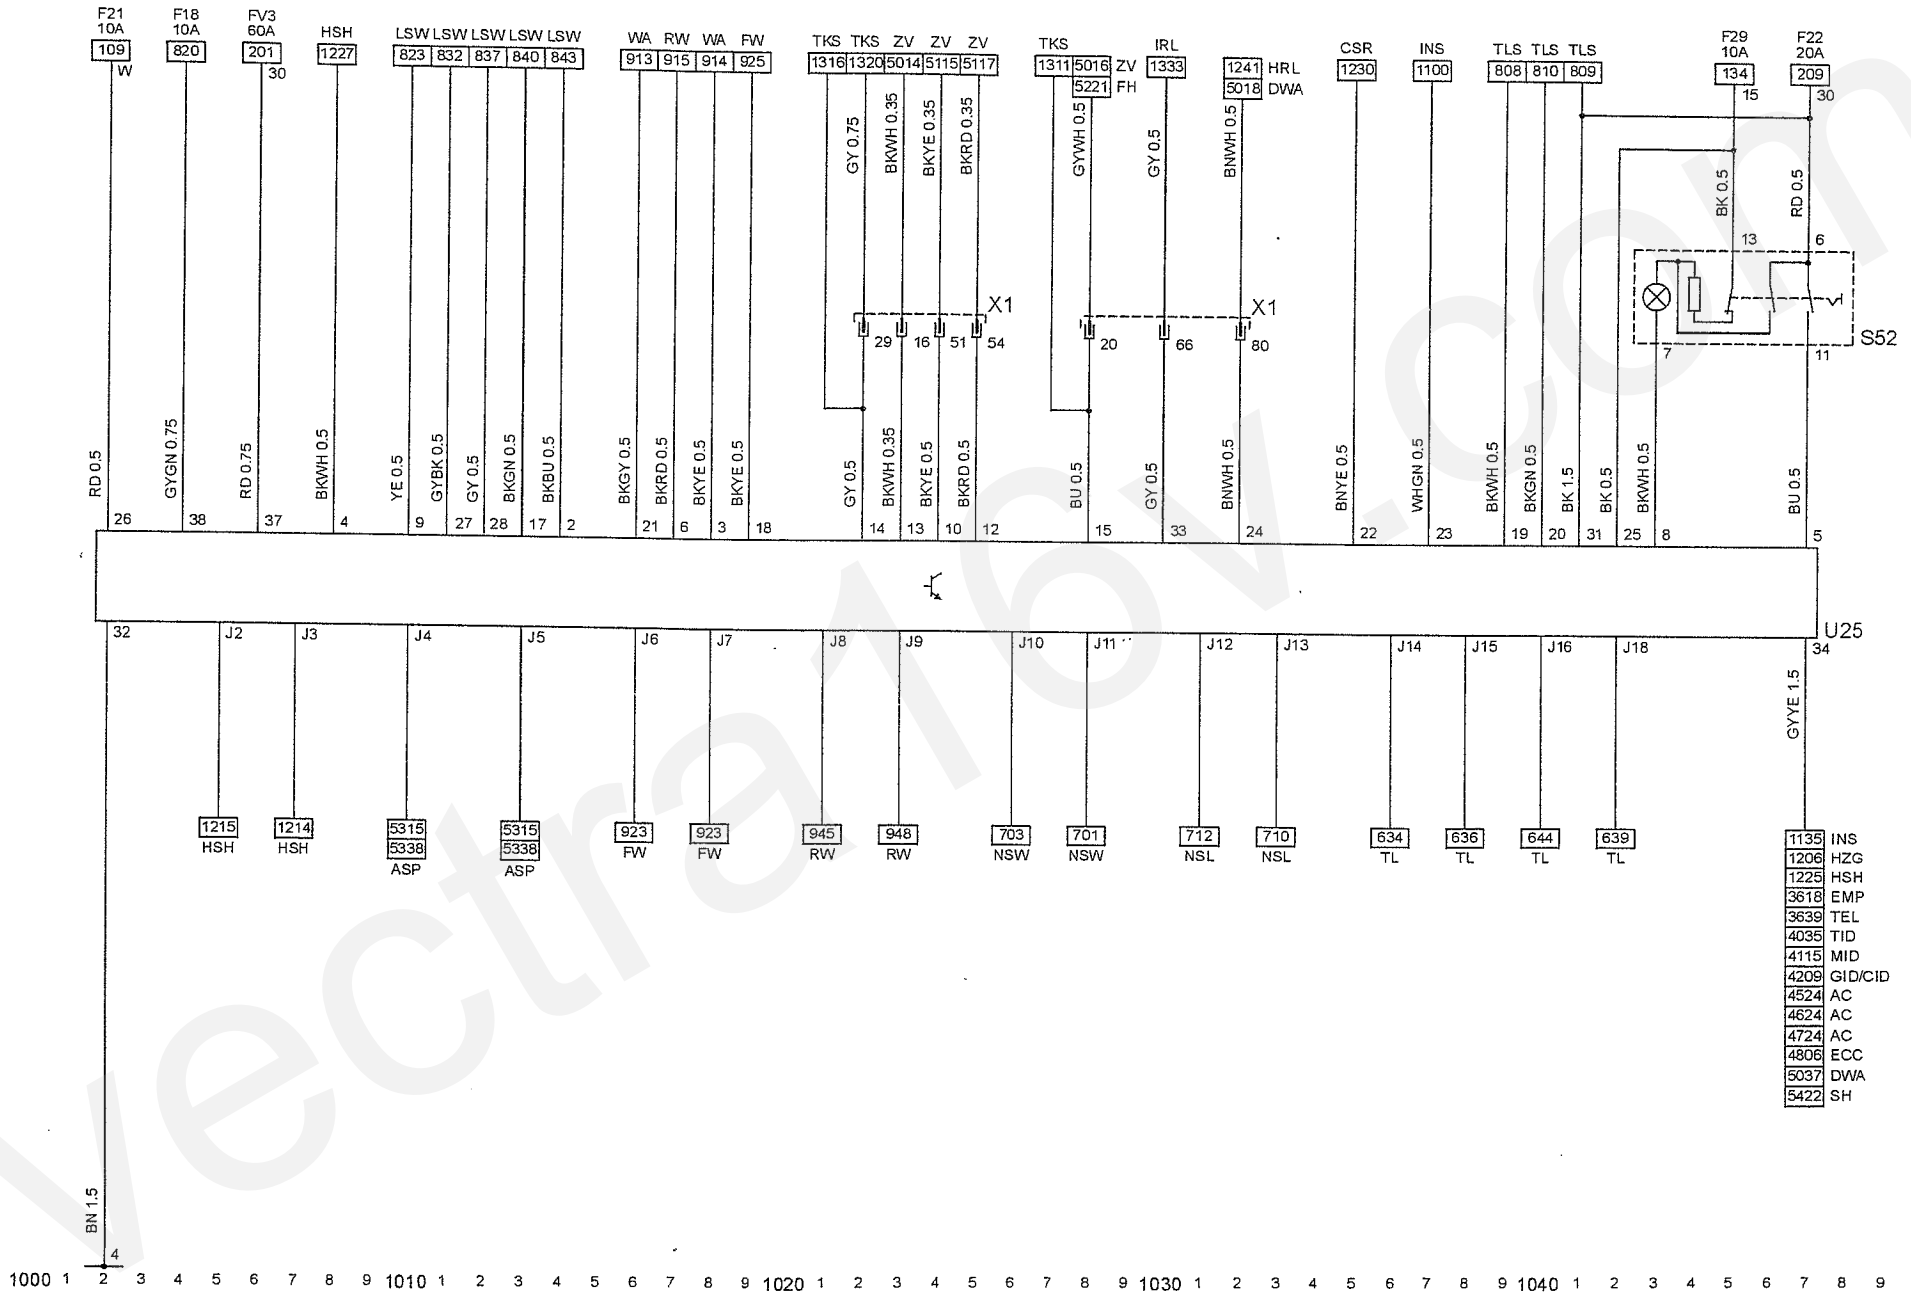 F21 F18 FV3
10A 10A 60A HSH LSW LSW LSW LSW LSW WA RW WA FW TKS TKS ZV ZV ZV TKS IRL CSR INS TLS TLS TLS F29 F22
10A 20A
109 820 201 1227 823 832 837 840 843 913 915 914 925 1316 1320 5014 5115 5117 1311 5016 ZV 1333 1241 HRL 1230 1100 808 810 809 134 209
5221 FH 5018 DWA
W 30 15 30
GY 0.75 BKWH 0.35 BKYE 0.35 BKRD 0.35 GYWH 0.5 GY 0.5 BNWH 0.5 BK 0.5 RD 0.5
13 6
X1 X1
29 16 51 54 20 66 80
S52
7 11
RD 0.5 GYGN 0.75 RD 0.75 BKWH 0.5 YE 0.5 GYBK 0.5 GY 0.5 BKGN 0.5 BKBU 0.5 BKGY 0.5 BKRD 0.5 BKYE 0.5 BKYE 0.5 GY 0.5 BKWH 0.35 BKYE 0.5 BKRD 0.5 BU 0.5 GY 0.5 BNWH 0.5 BNYE 0.5 WHGN 0.5 BKWH 0.5 BKGN 0.5 BK 1.5 BK 0.5 BKWH 0.5 BU 0.5
26 38 37 4 9 27 28 17 2 21 6 3 18 14 13 10 12 15 33 24 22 23 19 20 31 25 8 5
U25
32 J2 J3 J4 J5 J6 J7 J8 J9 J10 J11 J12 J13 J14 J15 J16 J18 34
GYYE 1.5
1215 1214 5315 5315 923 923 945 948 703 701 712 710 634 636 644 639
HSH HSH 5338 5338 FW FW RW RW NSW NSW NSL NSL TL TL TL TL
ASP ASP
1135 INS
1206 HZG
1225 HSH
3618 EMP
3639 TEL
4035 TID
4115 MID
4209 GID/CID
4524 AC
4624 AC
4724 AC
4806 ECC
5037 DWA
5422 SH
BN 1.5
4
1000 1 2 3 4 5 6 7 8 9 1010 1 2 3 4 5 6 7 8 9 1020 1 2 3 4 5 6 7 8 9 1030 1 2 3 4 5 6 7 8 9 1040 1 2 3 4 5 6 7 8 9
vectra16v.com